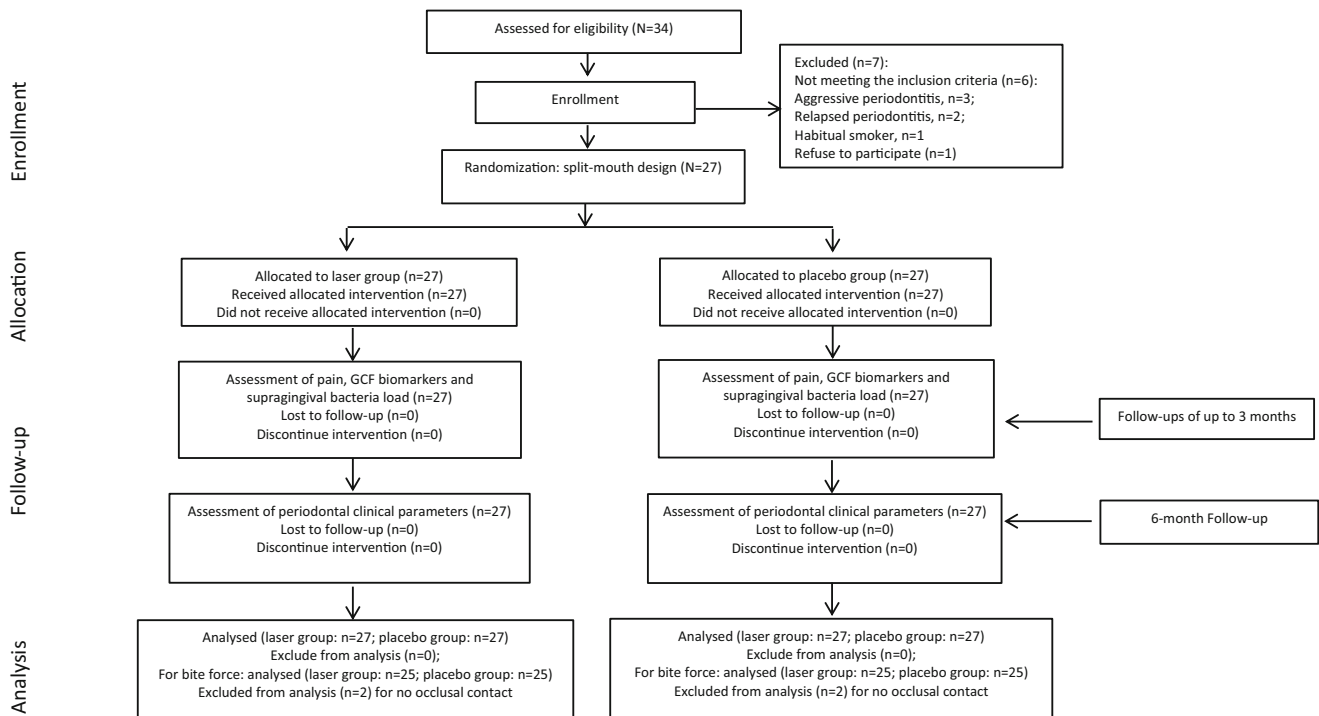 Enrollment
Assessed for eligibility (N=34)
Enrollment
Excluded (n=7):
Not meeting the inclusion criteria (n=6):
Aggressive periodontitis, n=3;
Relapsed periodontitis, n=2;
Habitual smoker, n=1
Refuse to participate (n=1)
Randomization: split-mouth design (N=27)
Allocation
Allocated to laser group (n=27)
Received allocated intervention (n=27)
Did not receive allocated intervention (n=0)
Allocated to placebo group (n=27)
Received allocated intervention (n=27)
Did not receive allocated intervention (n=0)
Follow-up
Assessment of pain, GCF biomarkers and
supragingival bacteria load (n=27)
Lost to follow-up (n=0)
Discontinue intervention (n=0)
Assessment of pain, GCF biomarkers and
supragingival bacteria load (n=27)
Lost to follow-up (n=0)
Discontinue intervention (n=0)
Follow-ups of up to 3 months
Assessment of periodontal clinical parameters (n=27)
Lost to follow-up (n=0)
Discontinue intervention (n=0)
Assessment of periodontal clinical parameters (n=27)
Lost to follow-up (n=0)
Discontinue intervention (n=0)
6-month Follow-up
Analysis
Analysed (laser group: n=27; placebo group: n=27)
Exclude from analysis (n=0);
For bite force: analysed (laser group: n=25; placebo group: n=25)
Excluded from analysis (n=2) for no occlusal contact
Analysed (laser group: n=27; placebo group: n=27)
Exclude from analysis (n=0);
For bite force: analysed (laser group: n=25; placebo group: n=25)
Excluded from analysis (n=2) for no occlusal contact